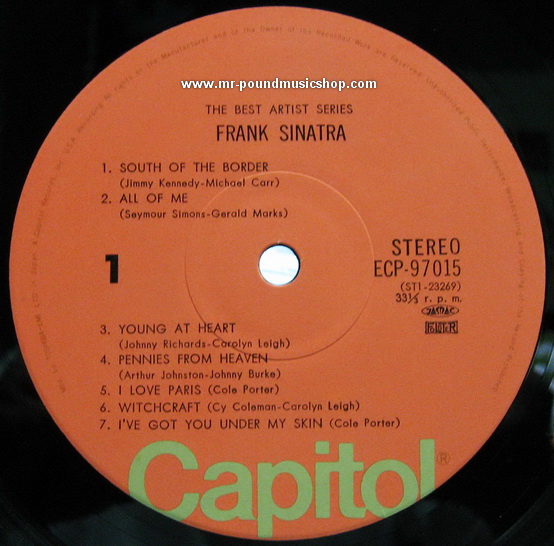 www.mr-poundmusicshop.com
THE BEST ARTIST SERIES
FRANK SINATRA
1. SOUTH OF THE BORDER
(Jimmy Kennedy-Michael Carr)
2. ALL OF ME
(Seymour Simons-Gerald Marks)
1
STEREO
ECP-97015
(ST1-23269)
33⅓ r. p. m.
JASRAC
3. YOUNG AT HEART
(Johnny Richards-Carolyn Leigh)
4. PENNIES FROM HEAVEN
(Arthur Johnston-Johnny Burke)
5. I LOVE PARIS (Cole Porter)
6. WITCHCRAFT (Cy Coleman-Carolyn Leigh)
7. I'VE GOT YOU UNDER MY SKIN (Cole Porter)
Capitol®